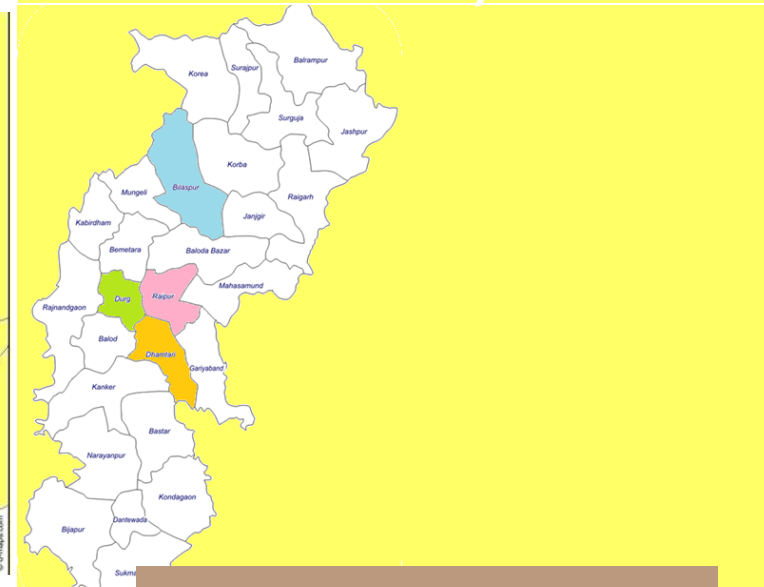 Balrampur
Surajpur
Korea
Surguja
Jashpur
Korba
Bilaspur
Mungeli
Raigarh
Janjgir
Kabirdham
Bemetara
Baloda Bazar
Mahasamund
Durg
Raipur
Rajnandgaon
Balod
Dhamtari
Gariyaband
Kanker
Bastar
Narayanpur
Kondagaon
Dantewada
Bijapur